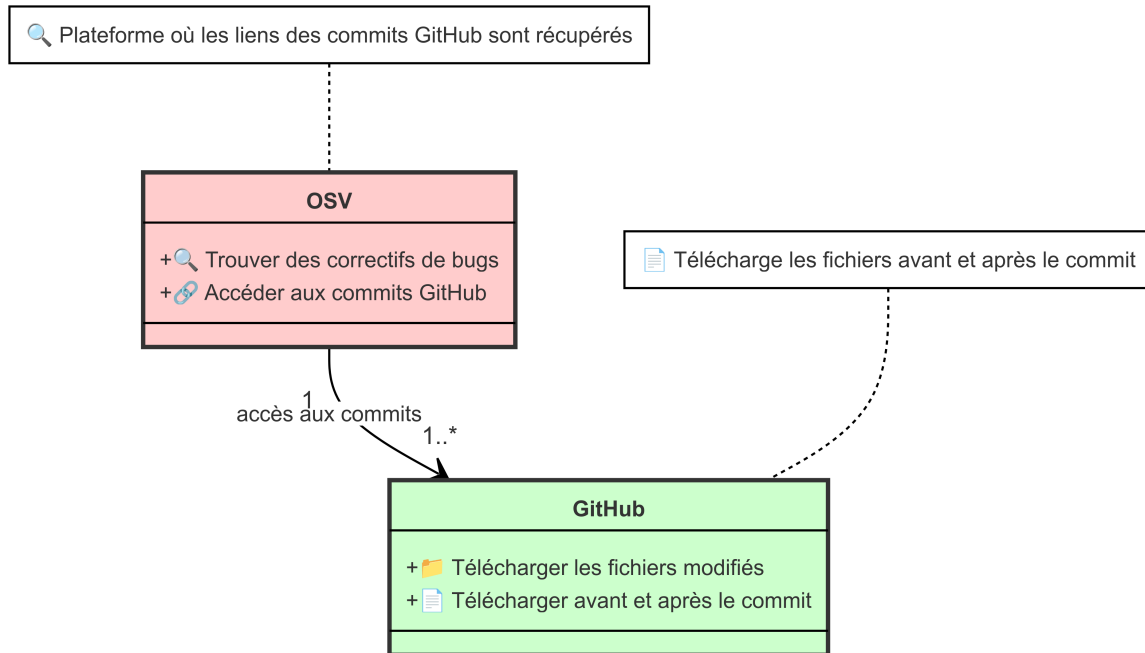 🔍 Plateforme où les liens des commits GitHub sont récupérés
OSV
+🔍 Trouver des correctifs de bugs
+🔗 Accéder aux commits GitHub
📄 Télécharge les fichiers avant et après le commit
1
accès aux commits
1..*
GitHub
+📁 Télécharger les fichiers modifiés
+📄 Télécharger avant et après le commit